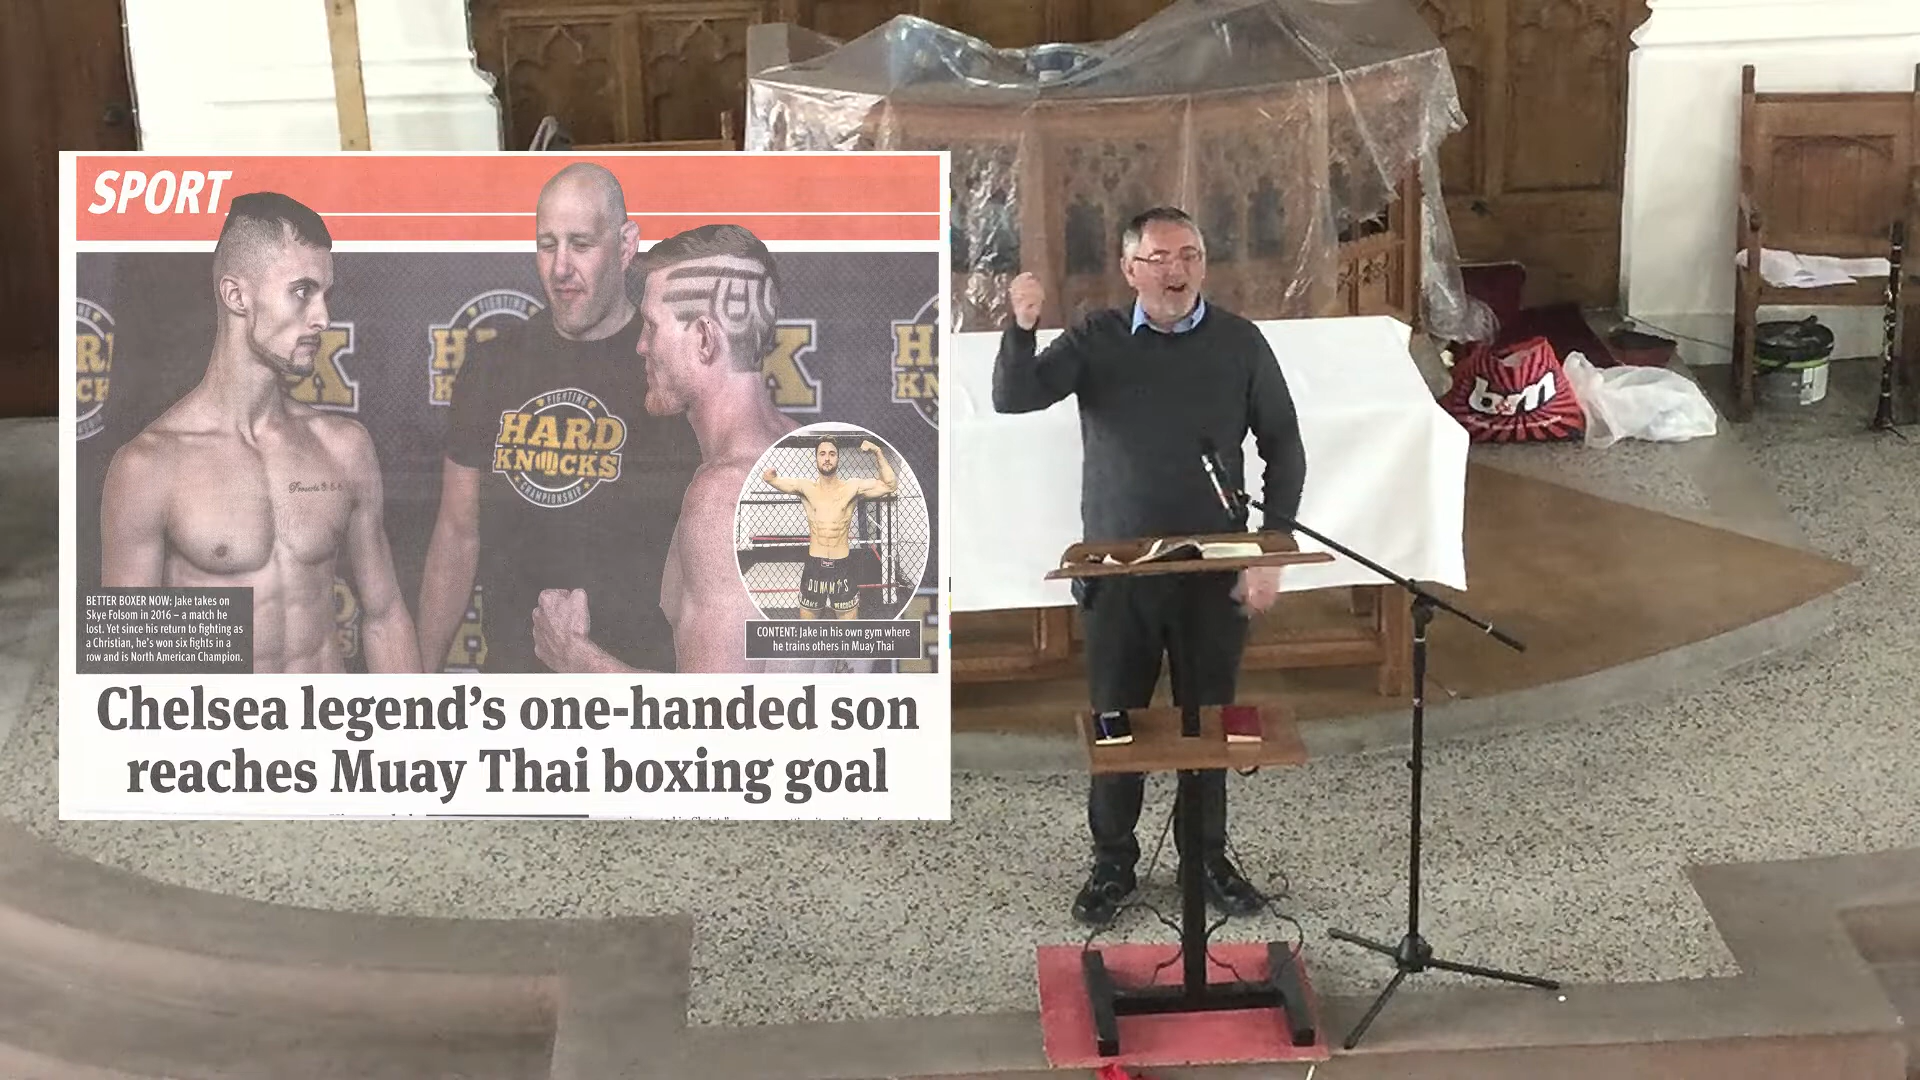 SPORT
FIGHTING
HARD
KNOCKS
CHAMPIONSHIP
DUNAMIS
BETTER BOXER NOW: Jake takes on
Skye Folsom in 2016 – a match he
lost. Yet since his return to fighting as
a Christian, he's won six fights in a
row and is North American Champion.
CONTENT: Jake in his own gym where
he trains others in Muay Thai
Chelsea legend's one-handed son
reaches Muay Thai boxing goal
b&m